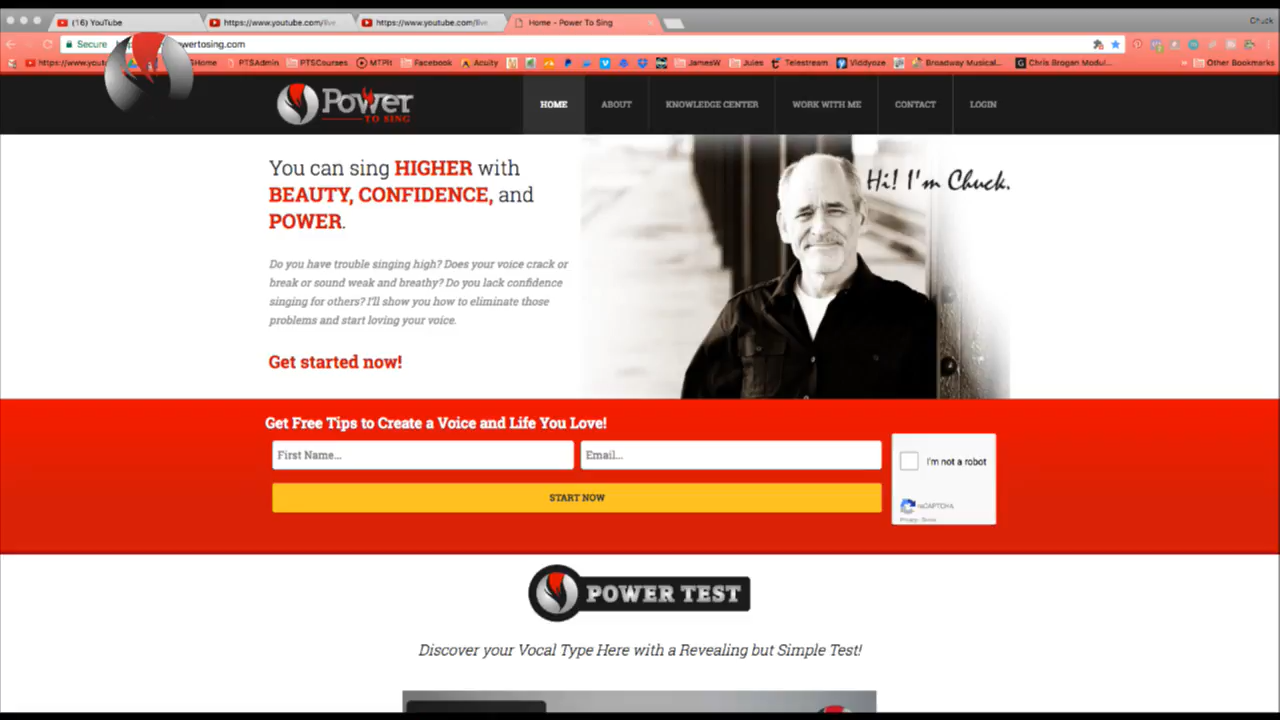 Chuck
(16) YouTube
https://www.youtube.com/live
https://www.youtube.com/live
Home - Power To Sing
Secure
owertosing.com
https://www.yout
GHome
PTSAdmin
PTSCourses
MTPit
Facebook
Acuity
JamesW
Jules
Telestream
Viddyoze
Broadway Musical...
Chris Brogan Modul...
Other Bookmarks
Power
TO SING
HOME
ABOUT
KNOWLEDGE CENTER
WORK WITH ME
CONTACT
LOGIN
You can sing HIGHER with
BEAUTY, CONFIDENCE, and
POWER.
Hi! I'm Chuck.
Do you have trouble singing high? Does your voice crack or
break or sound weak and breathy? Do you lack confidence
singing for others? I'll show you how to eliminate those
problems and start loving your voice.
Get started now!
Get Free Tips to Create a Voice and Life You Love!
First Name...
Email...
I'm not a robot
START NOW
reCAPTCHA
POWER TEST
Discover your Vocal Type Here with a Revealing but Simple Test!